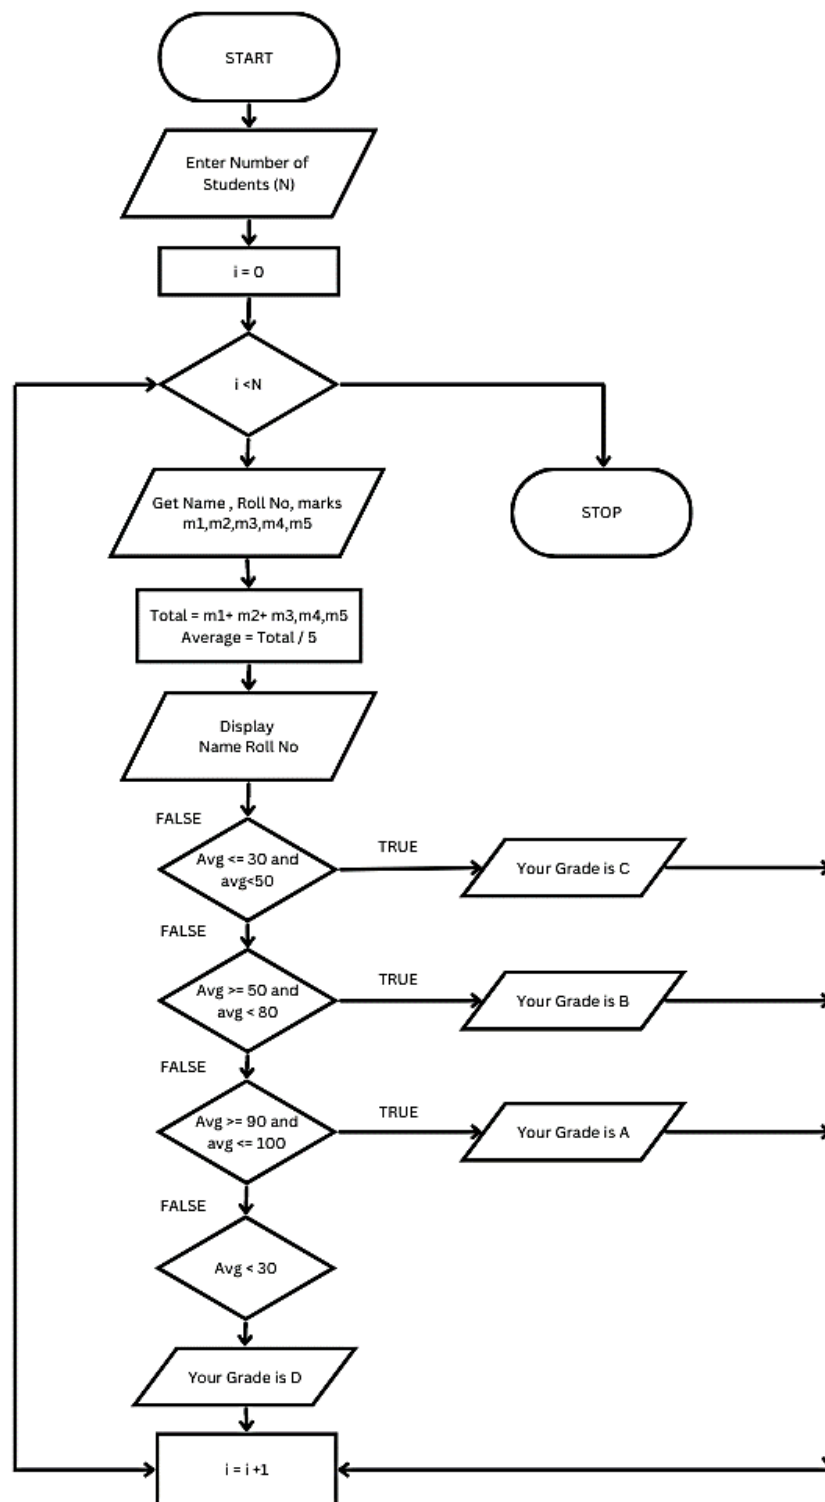 START
Enter Number of
Students (N)
i = 0
i <N
Get Name , Roll No, marks
m1,m2,m3,m4,m5
STOP
Total = m1+ m2+ m3,m4,m5
Average = Total / 5
Display
Name Roll No
FALSE
Avg <= 30 and
avg<50
TRUE
Your Grade is C
FALSE
Avg >= 50 and
avg < 80
TRUE
Your Grade is B
FALSE
Avg >= 90 and
avg <= 100
TRUE
Your Grade is A
FALSE
Avg < 30
Your Grade is D
i = i +1